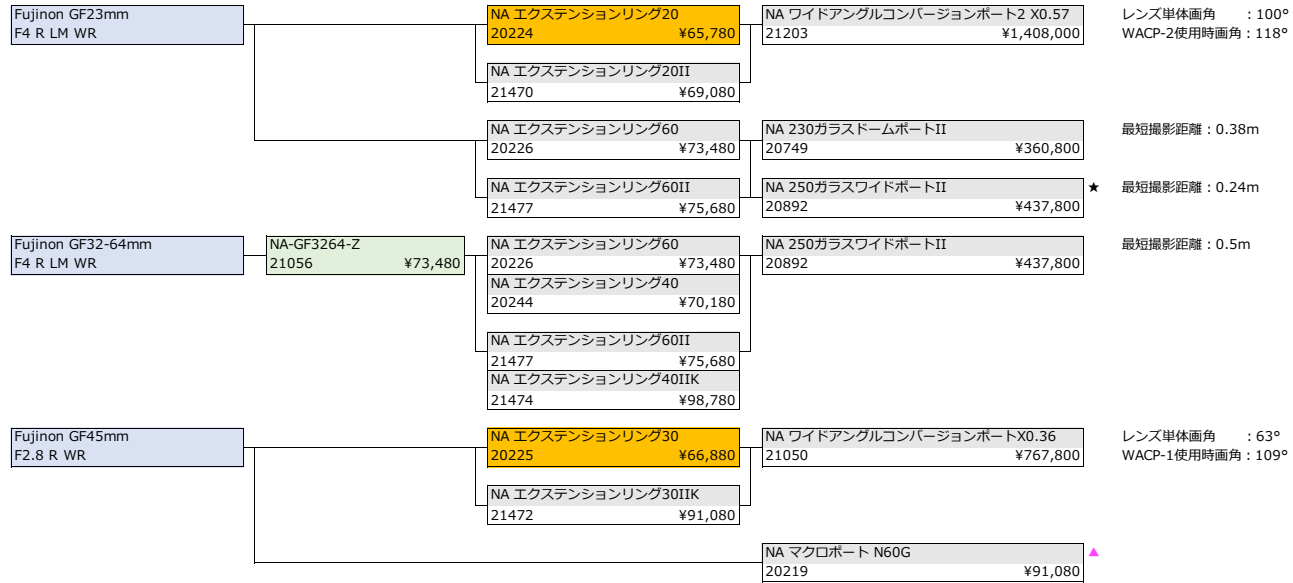 Fujinon GF23mm
F4 R LM WR
NA エクステンションリング20
20224 ¥65,780
NA ワイドアングルコンバージョンポート2 X0.57
21203 ¥1,408,000
レンズ単体画角 : 100°
WACP-2使用時画角 : 118°
NA エクステンションリング20II
21470 ¥69,080
NA エクステンションリング60
20226 ¥73,480
NA 230ガラスドームポートII
20749 ¥360,800
最短撮影距離 : 0.38m
NA エクステンションリング60II
21477 ¥75,680
NA 250ガラスワイドポートII
20892 ¥437,800
★ 最短撮影距離 : 0.24m
Fujinon GF32-64mm
F4 R LM WR
NA-GF3264-Z
21056 ¥73,480
NA エクステンションリング60
20226 ¥73,480
NA エクステンションリング40
20244 ¥70,180
NA 250ガラスワイドポートII
20892 ¥437,800
最短撮影距離 : 0.5m
NA エクステンションリング60II
21477 ¥75,680
NA エクステンションリング40IIK
21474 ¥98,780
Fujinon GF45mm
F2.8 R WR
NA エクステンションリング30
20225 ¥66,880
NA ワイドアングルコンバージョンポートX0.36
21050 ¥767,800
レンズ単体画角 : 63°
WACP-1使用時画角 : 109°
NA エクステンションリング30IIK
21472 ¥91,080
NA マクロポート N60G
20219 ¥91,080
▲